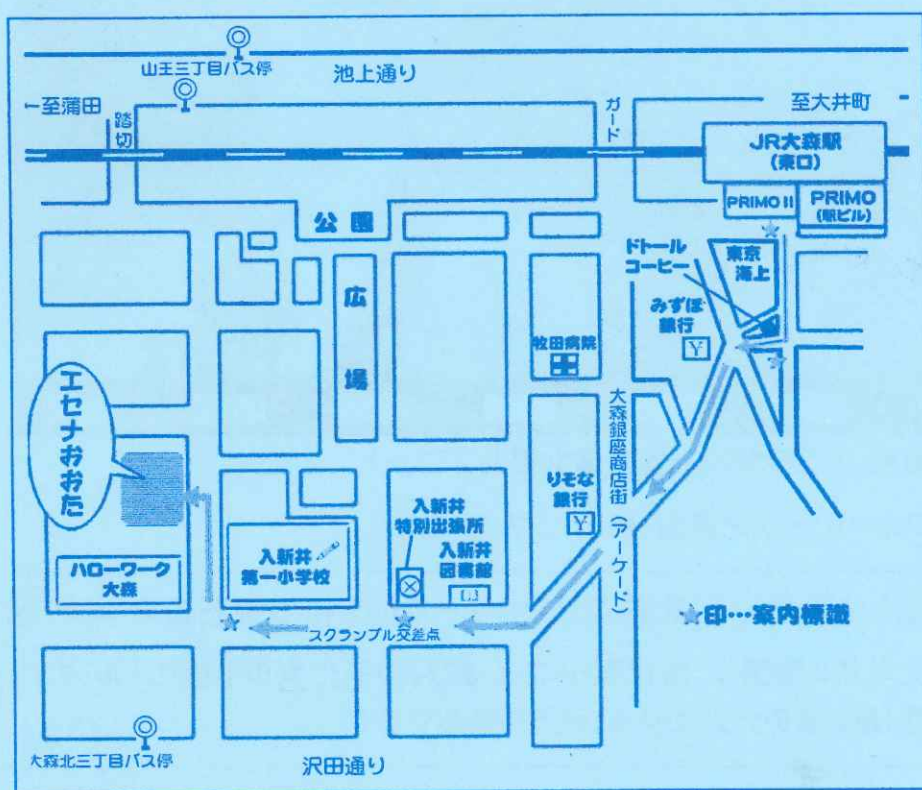 山王三丁目バス停
池上通り
←至蒲田
至大井町
踏切
ガード
JR大森駅
(東口)
PRIMO II
PRIMO
(駅ビル)
公園
広場
ドトール
コーヒー
東京
海上
みずほ
銀行
牧田病院
エセナおおた
大森銀座商店街(アーケード)
りそな
銀行
入新井
特別出張所
入新井
図書館
入新井
第一小学校
ハローワーク
大森
スクランブル交差点
★印…案内標識
大森北三丁目バス停
沢田通り